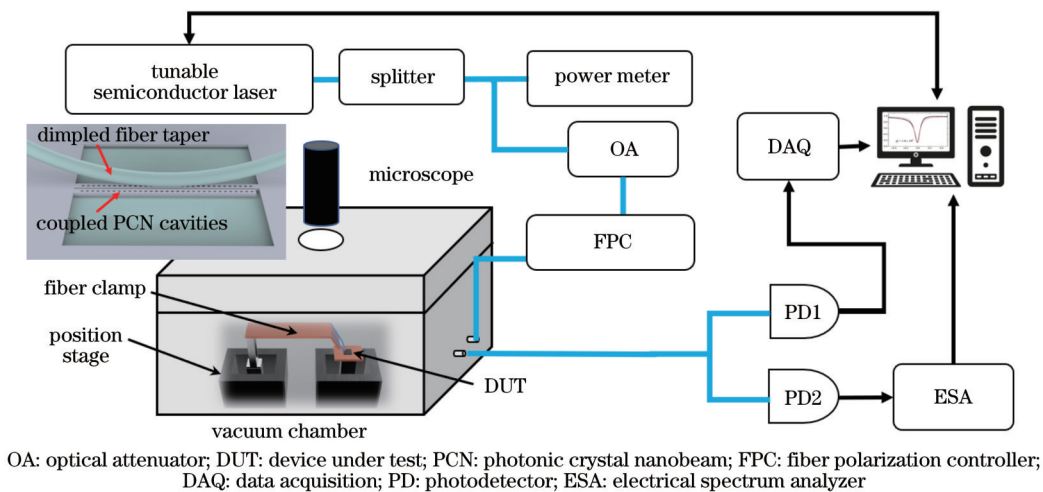 tunable
semiconductor laser
splitter
power meter
dimpled fiber taper
coupled PCN cavities
microscope
OA
DAQ
FPC
fiber clamp
position
stage
DUT
PD1
PD2
ESA
vacuum chamber
OA: optical attenuator; DUT: device under test; PCN: photonic crystal nanobeam; FPC: fiber polarization controller;
DAQ: data acquisition; PD: photodetector; ESA: electrical spectrum analyzer